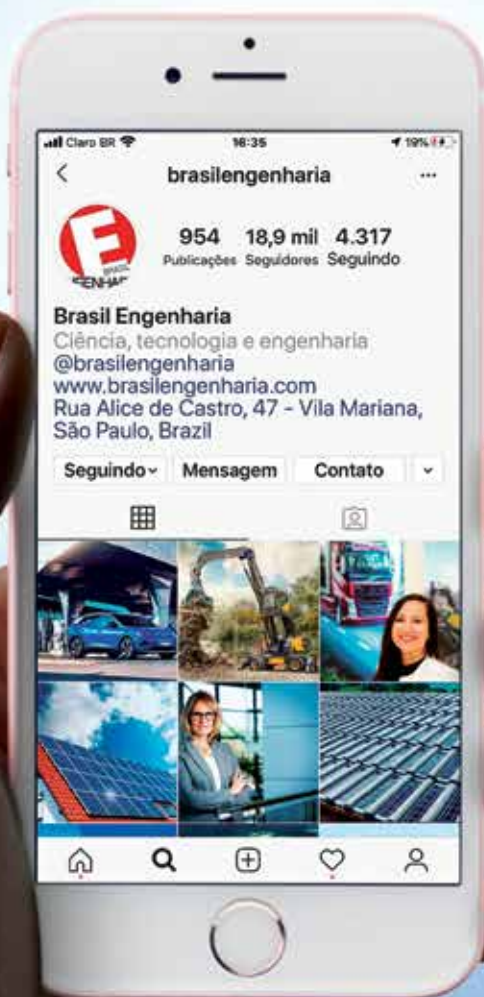 Claro BR 16:35 19%
brasilengenharia
E
BRASIL
954 18,9 mil 4.317
Publicações Seguidores Seguindo
Brasil Engenharia
Ciência, tecnologia e engenharia
@brasilengenharia
www.brasilengenharia.com
Rua Alice de Castro, 47 - Vila Mariana,
São Paulo, Brazil
Seguindo Mensagem Contato